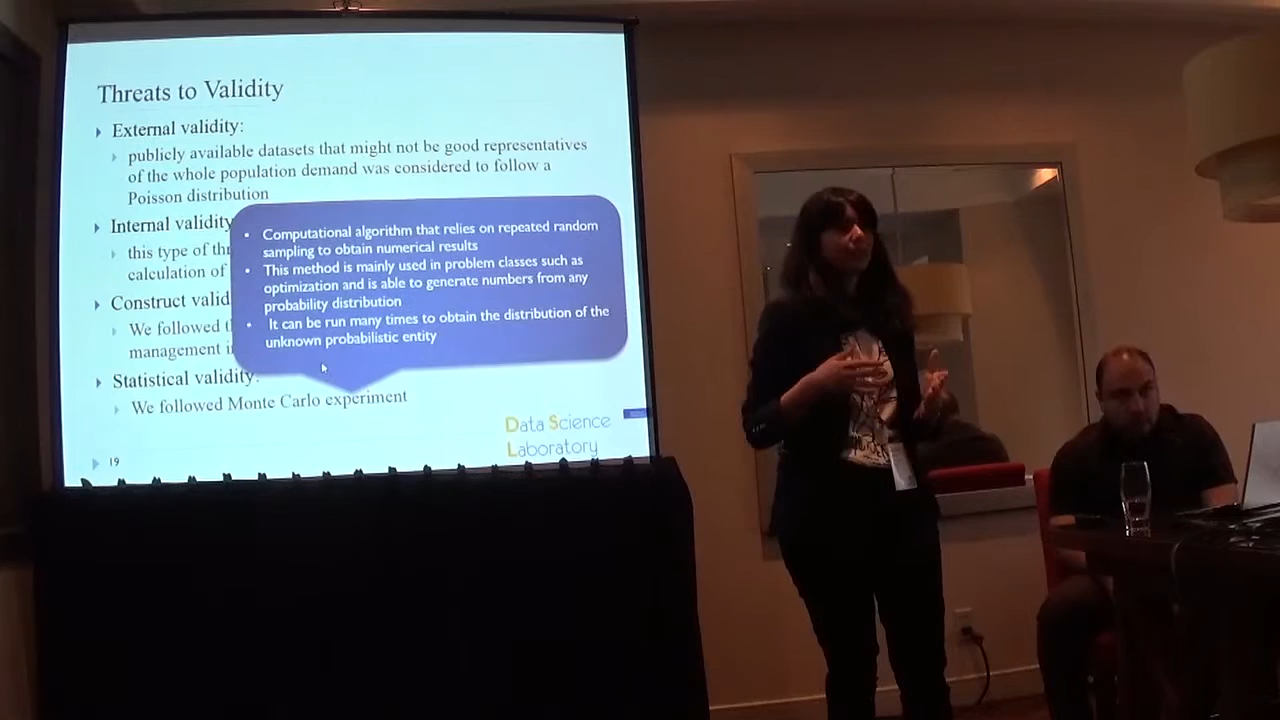 Threats to Validity
External validity:
publicly available datasets that might not be good representatives
of the whole population demand was considered to follow a
Poisson distribution
Internal validity
this type of
calculation of
Construct
We followed
management
Statistical validity:
We followed Monte Carlo experiment
• Computational algorithm that relies on repeated random
sampling to obtain numerical results
• This method is mainly used in problem classes such as
optimization and is able to generate numbers from any
probability distribution
• It can be run many times to obtain the distribution of the
unknown probabilistic entity
Data Science
Laboratory
19